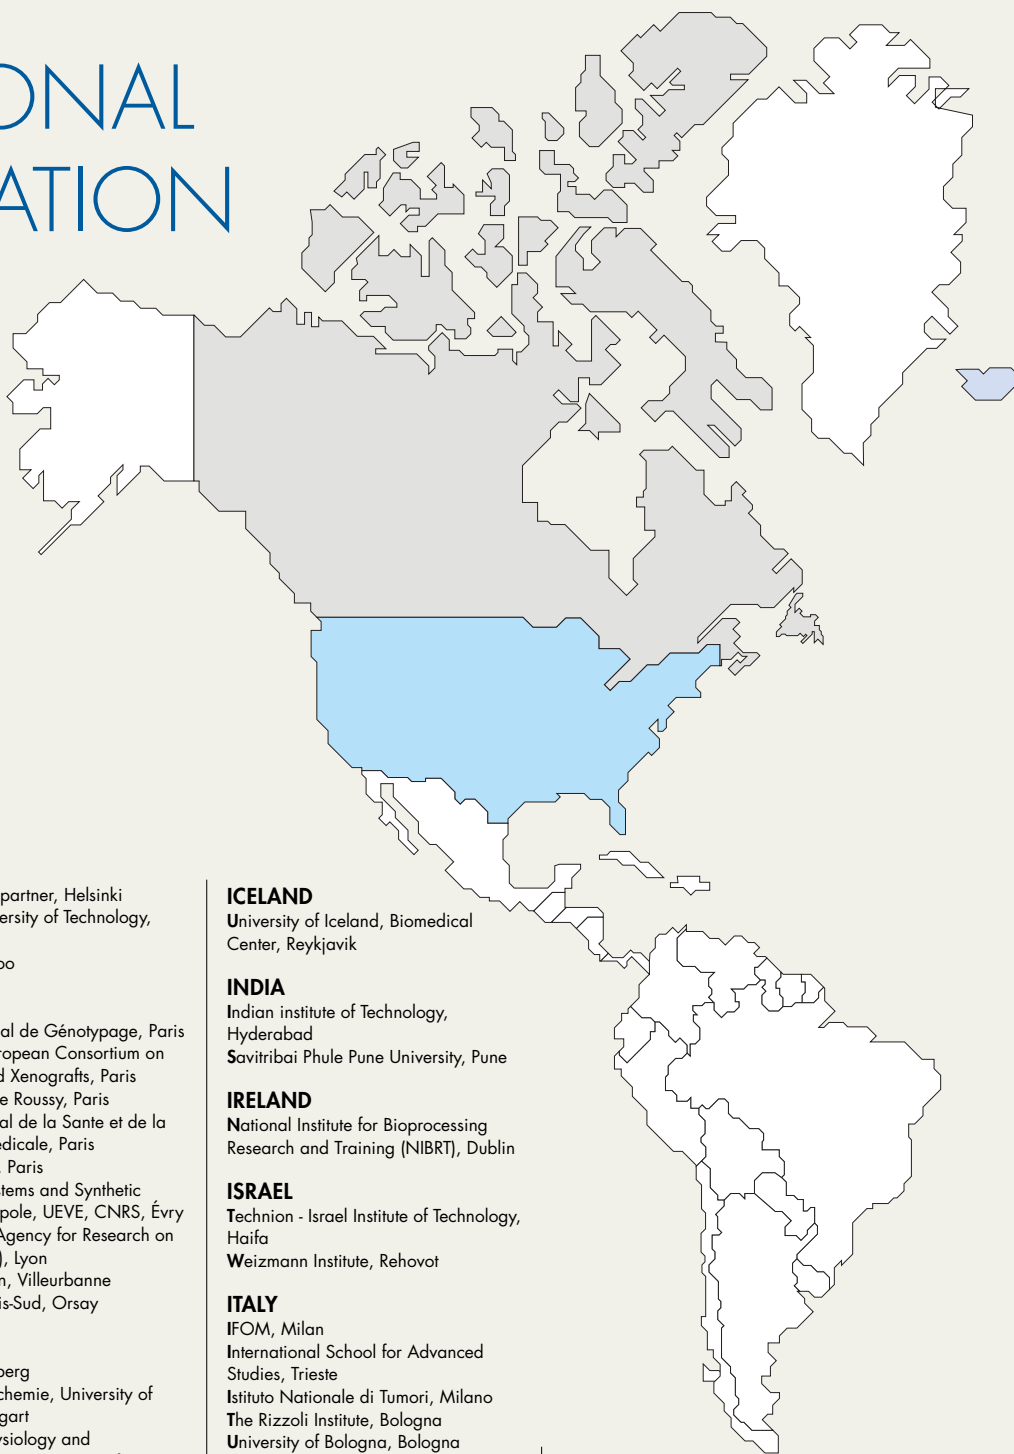 ONAL
ATION
partner, Helsinki
ersity of Technology,
oo
al de Génotypage, Paris
ropean Consortium on
d Xenografts, Paris
e Roussy, Paris
al de la Sante et de la
edicale, Paris
, Paris
stems and Synthetic
pole, UEVE, CNRS, Évry
Agency for Research on
), Lyon
n, Villeurbanne
is-Sud, Orsay
berg
chemie, University of
gart
ysiology and
ICELAND
University of Iceland, Biomedical
Center, Reykjavik
INDIA
Indian institute of Technology,
Hyderabad
Savitribai Phule Pune University, Pune
IRELAND
National Institute for Bioprocessing
Research and Training (NIBRT), Dublin
ISRAEL
Technion - Israel Institute of Technology,
Haifa
Weizmann Institute, Rehovot
ITALY
IFOM, Milan
International School for Advanced
Studies, Trieste
Istituto Nationale di Tumori, Milano
The Rizzoli Institute, Bologna
University of Bologna, Bologna